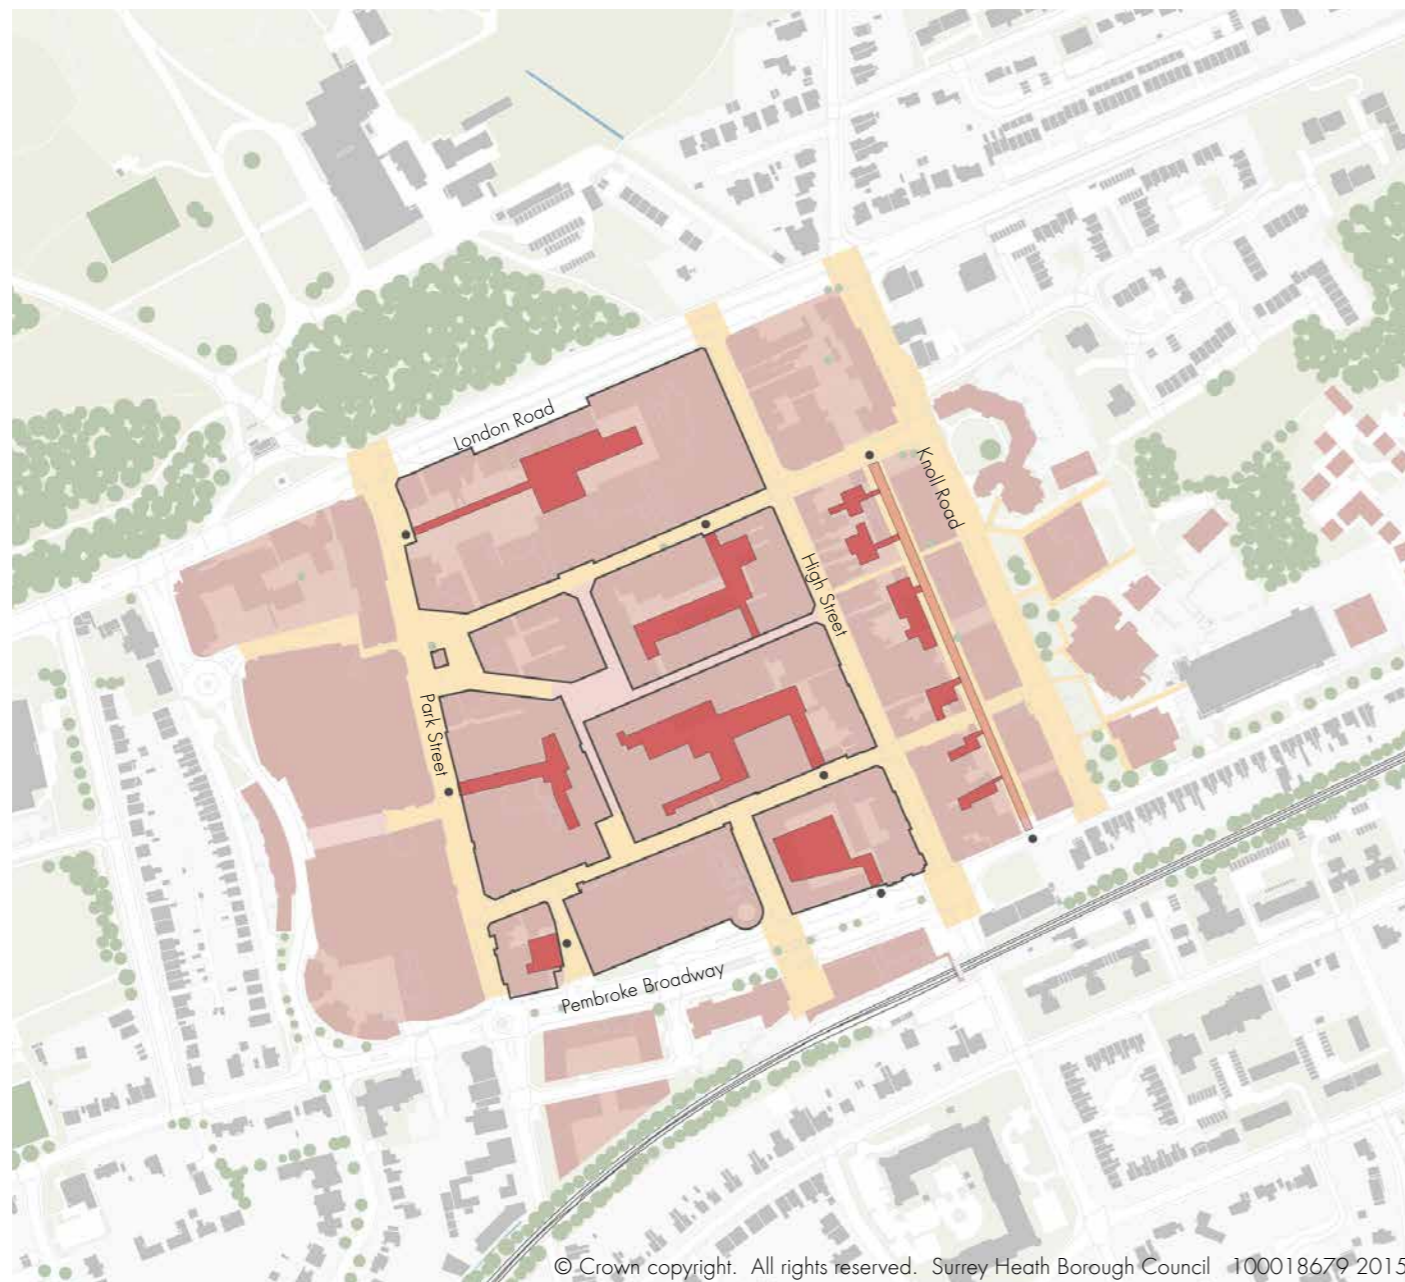 London Road
Knoll Road
High Street
Park Street
Pembroke Broadway
© Crown copyright. All rights reserved. Surrey Heath Borough Council 100018679 2015